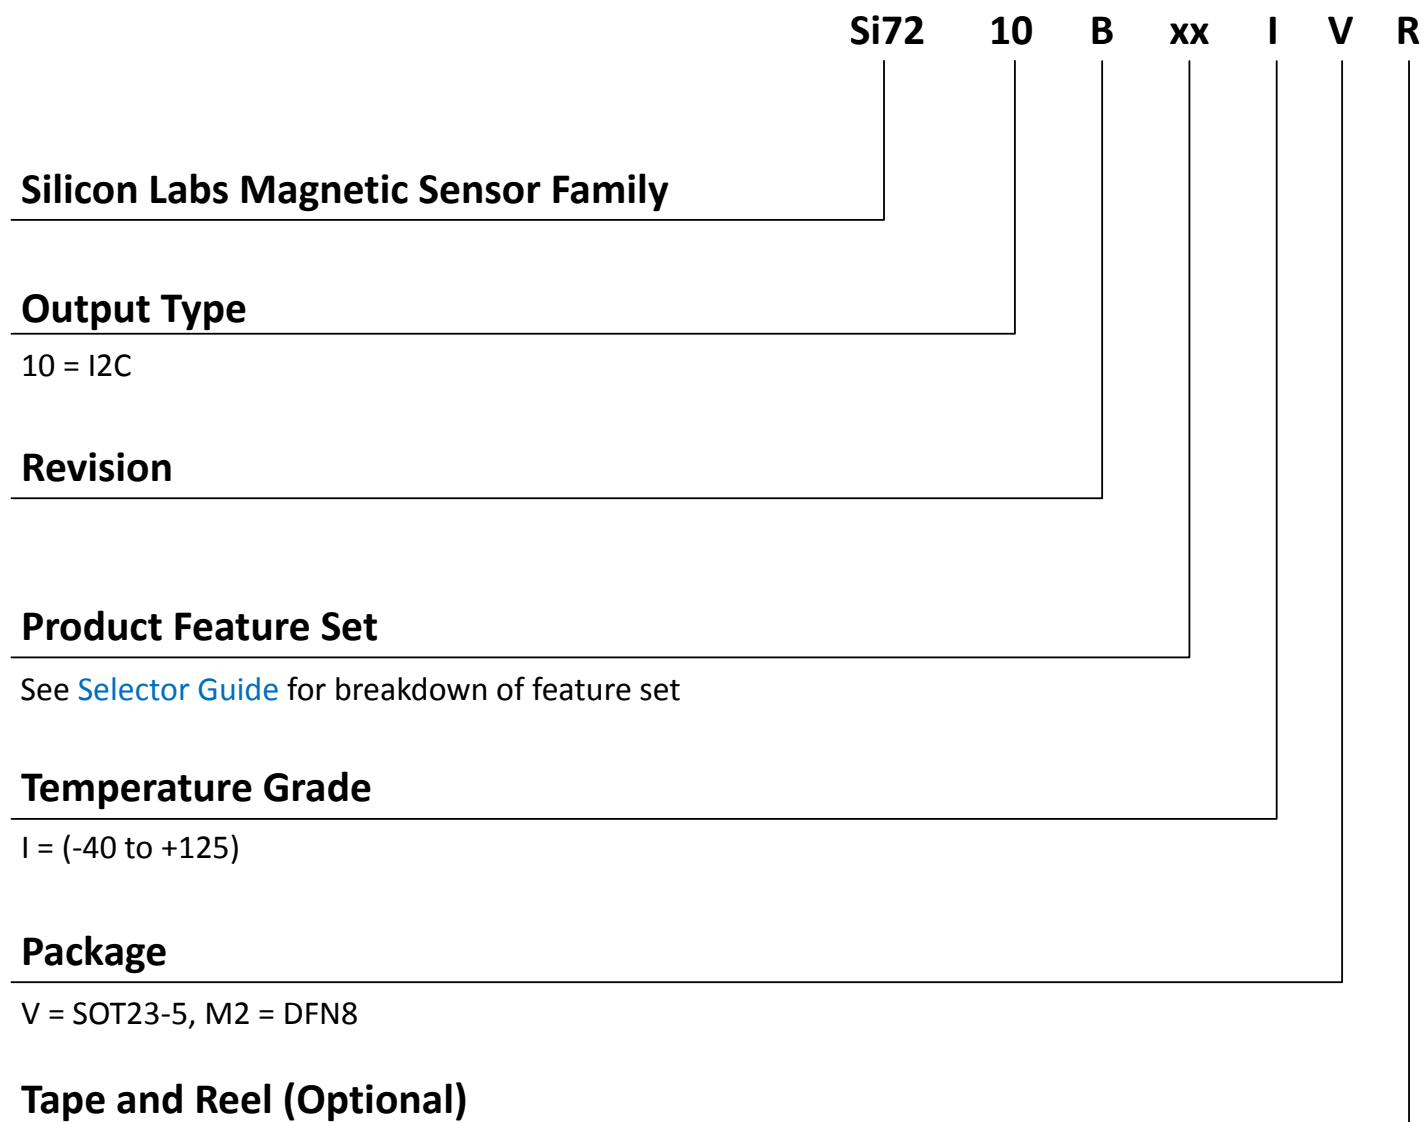 Si72 10 B xx I V R
Silicon Labs Magnetic Sensor Family
Output Type
10 = I2C
Revision
Product Feature Set
See Selector Guide for breakdown of feature set
Temperature Grade
I = (-40 to +125)
Package
V = SOT23-5, M2 = DFN8
Tape and Reel (Optional)